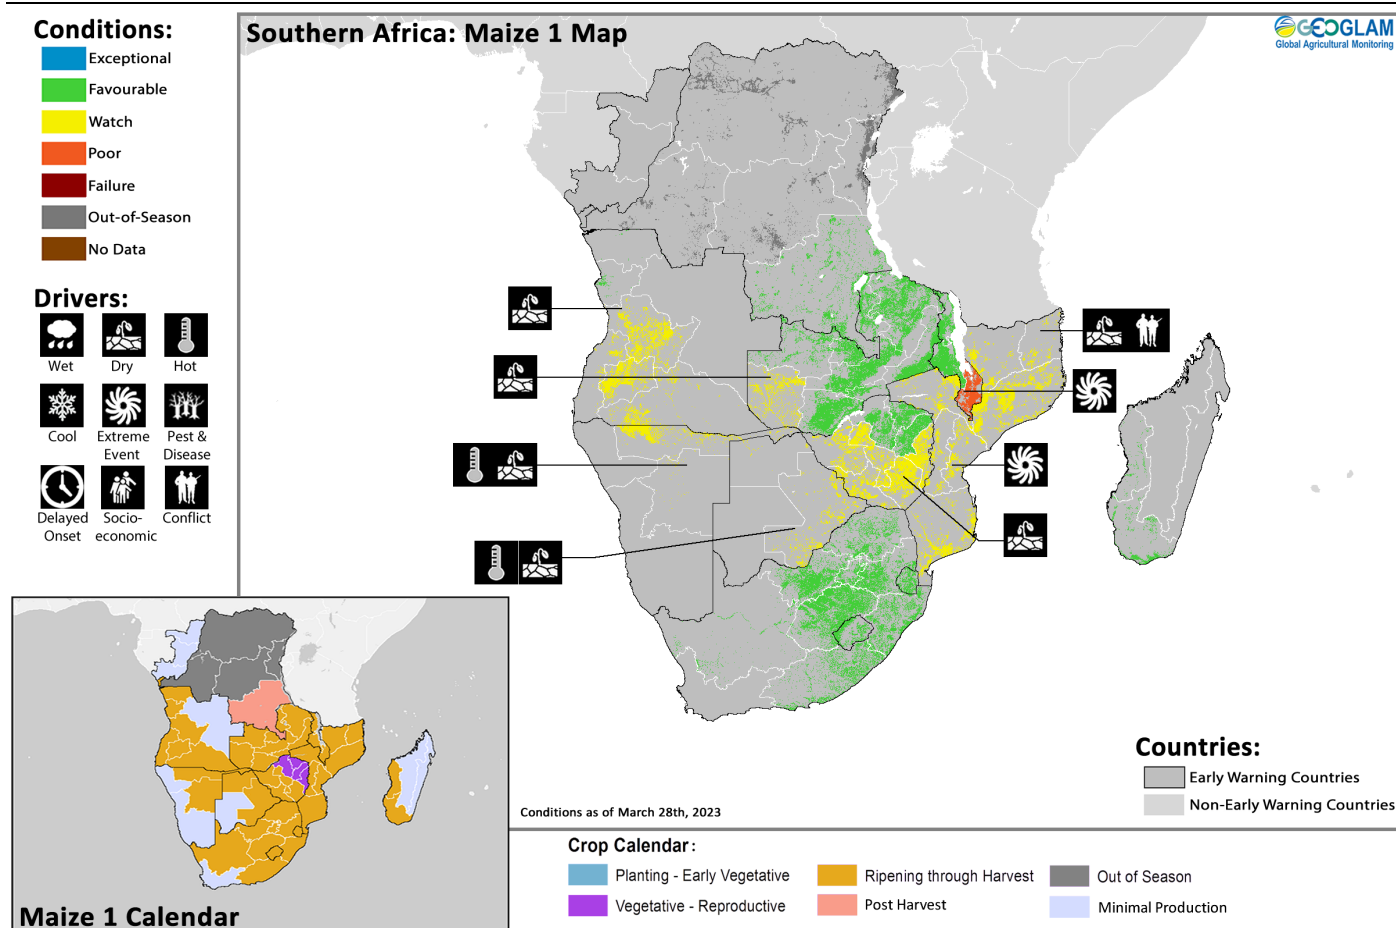 Conditions:
Exceptional
Favourable
Watch
Poor
Failure
Out-of-Season
No Data
Drivers:
Wet
Dry
Hot
Cool
Extreme
Event
Pest &
Disease
Delayed
Onset
Socio-
economic
Conflict
Southern Africa: Maize 1 Map
GEOGLAM
Global Agricultural Monitoring
Countries:
Early Warning Countries
Non-Early Warning Countries
Conditions as of March 28th, 2023
Maize 1 Calendar
Crop Calendar:
Planting - Early Vegetative
Ripening through Harvest
Out of Season
Vegetative - Reproductive
Post Harvest
Minimal Production